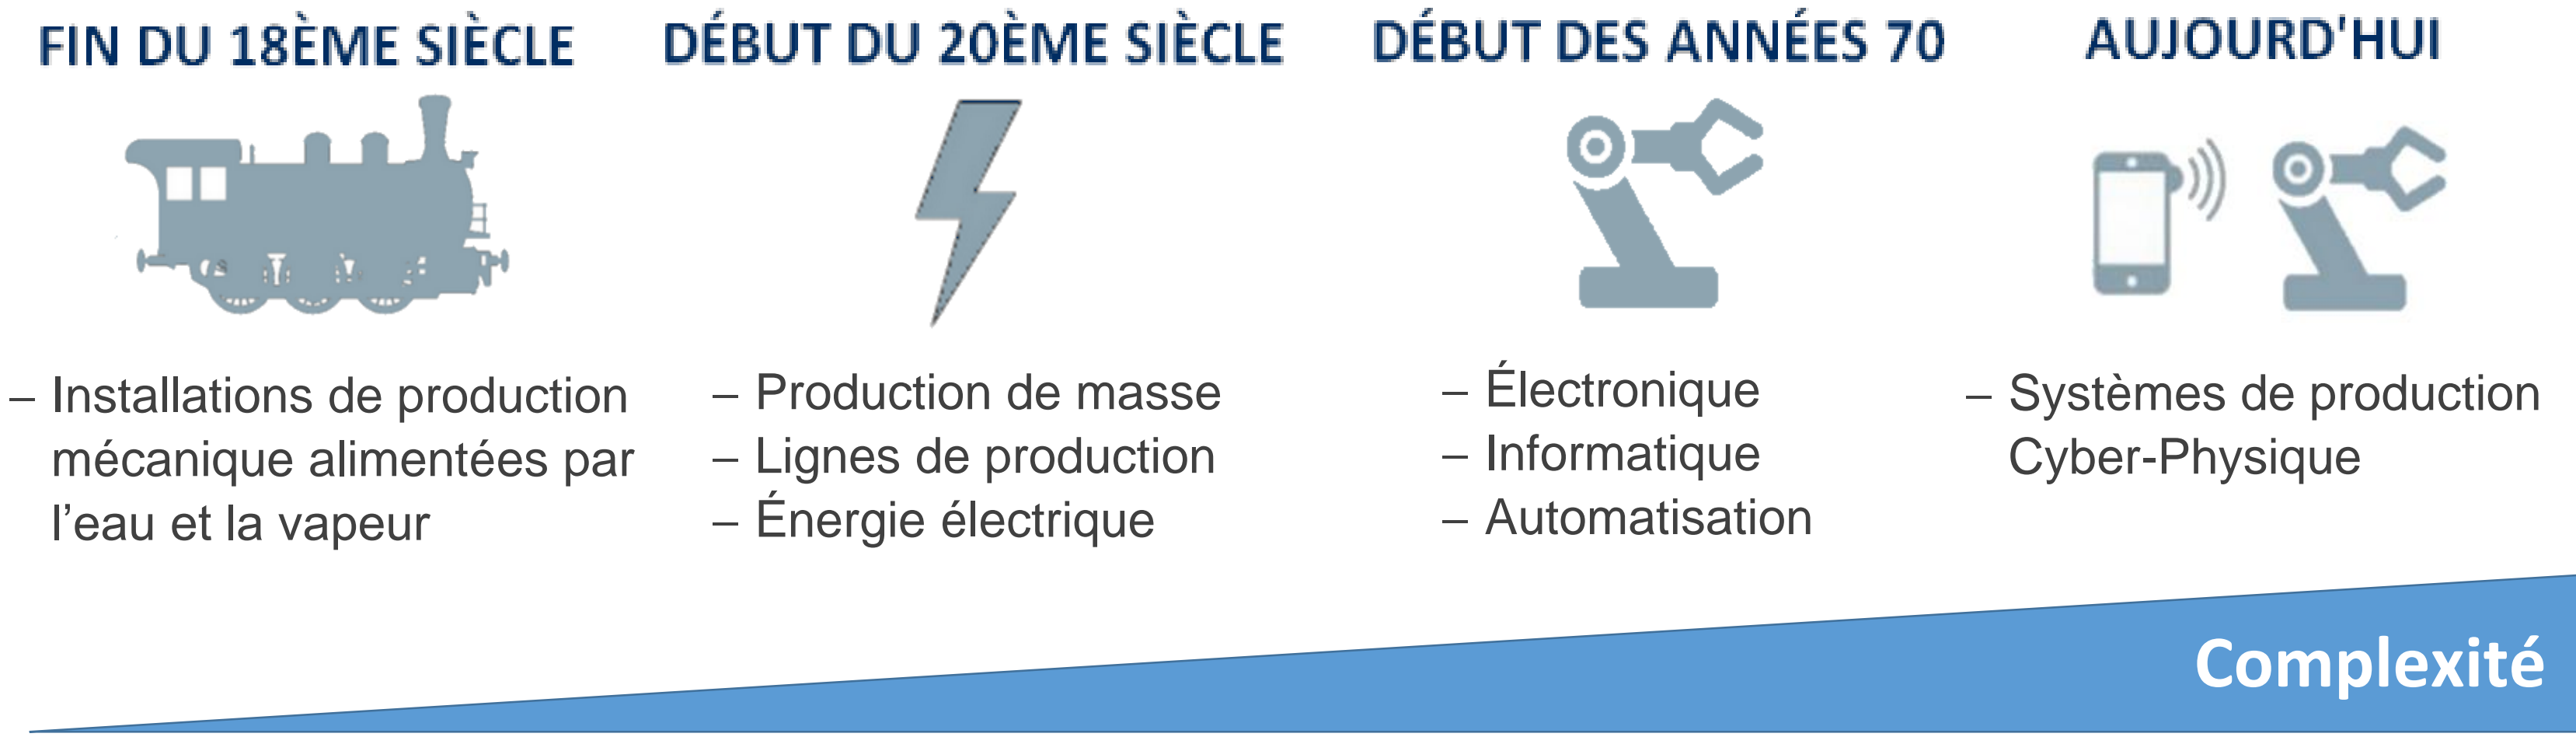 FIN DU 18ÈME SIÈCLE
DÉBUT DU 20ÈME SIÈCLE
DÉBUT DES ANNÉES 70
AUJOURD'HUI
– Installations de production
mécanique alimentées par
l’eau et la vapeur
– Production de masse
– Lignes de production
– Énergie électrique
– Électronique
– Informatique
– Automatisation
– Systèmes de production
Cyber-Physique
Complexité